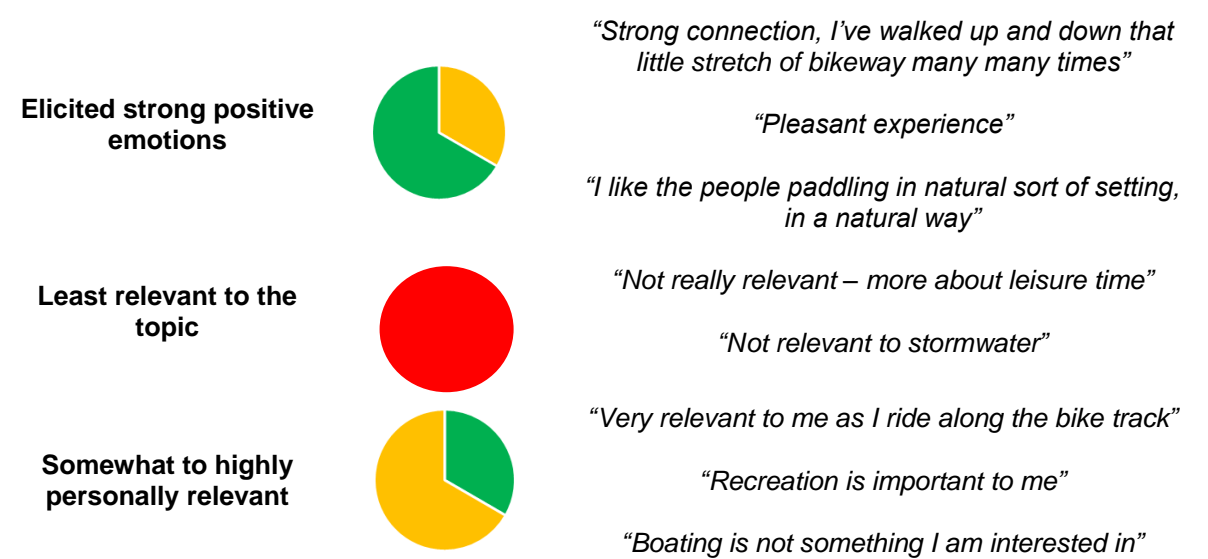 “Strong connection, I’ve walked up and down that
little stretch of bikeway many many times”
Elicited strong positive
emotions
“Pleasant experience”
“I like the people paddling in natural sort of setting,
in a natural way”
Least relevant to the
topic
“Not really relevant – more about leisure time”
“Not relevant to stormwater”
Somewhat to highly
personally relevant
“Very relevant to me as I ride along the bike track”
“Recreation is important to me”
“Boating is not something I am interested in”